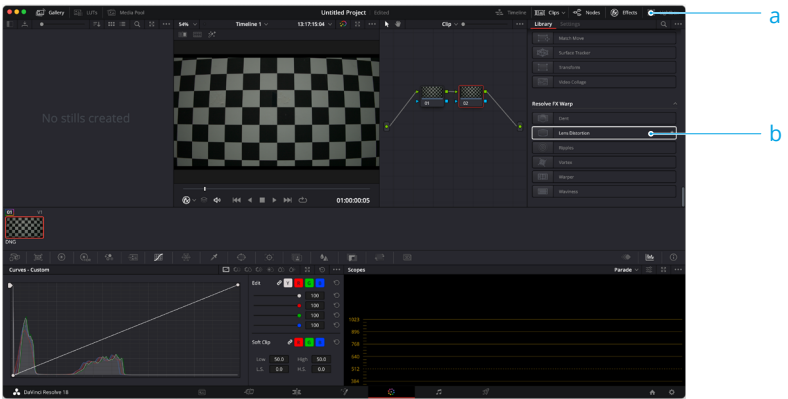 Gallery LUTs Media Pool Untitled Project Edited Timeline Clips Nodes Effects
54% Timeline 1 13:17:15:04 Clip Library Settings
Match Move
Surface Tracker
Transform
Video Collage
Resolve FX Warp
Dent
Lens Distortion
Ripples
Vortex
Warper
Waviness
No stills created
01 02
01:00:00:05
01 V1
DNG
Curves - Custom Scopes Parade
Edit Y R G B
100
100
100
100
Soft Clip R G B
Low 50.0 High 50.0
L.S. 0.0 H.S. 0.0
1023
896
768
640
512
384
DaVinci Resolve 18
a
b